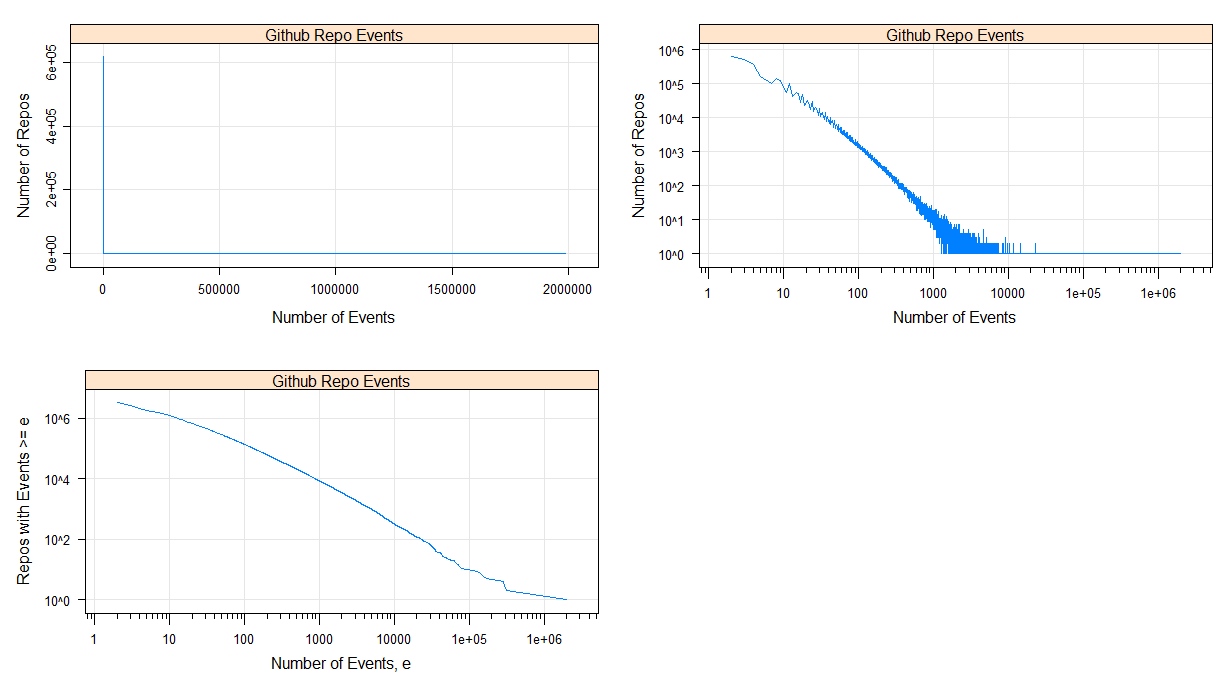 Github Repo Events
Number of Repos
6e+05
4e+05
2e+05
0e+00
0 500000 1000000 1500000 2000000
Number of Events
Github Repo Events
Number of Repos
10^6
10^5
10^4
10^3
10^2
10^1
10^0
1 10 100 1000 10000 1e+05 1e+06
Number of Events
Github Repo Events
Repos with Events >= e
10^6
10^4
10^2
10^0
1 10 100 1000 10000 1e+05 1e+06
Number of Events, e